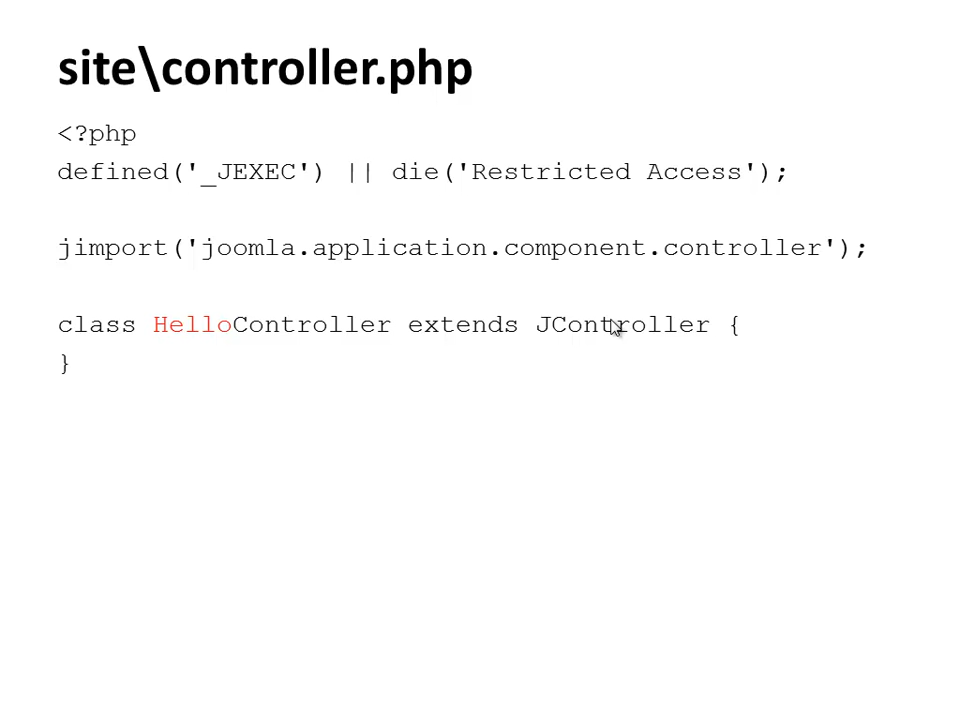 site\controller.php
<?php
defined('_JEXEC') || die('Restricted Access');
jimport('joomla.application.component.controller');
class HelloController extends JController {
}